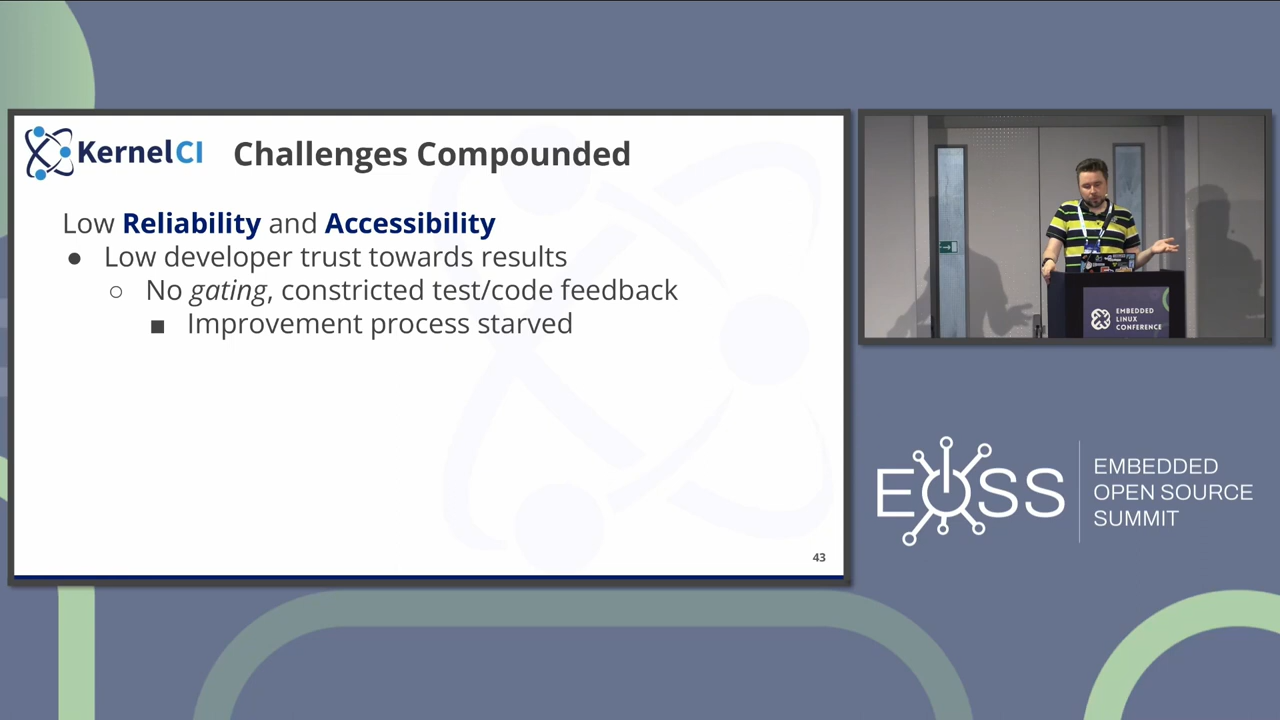 KernelCI
Challenges Compounded
Low Reliability and Accessibility
● Low developer trust towards results
○ No gating, constricted test/code feedback
■ Improvement process starved
43
EMBEDDED
LINUX
CONFERENCE
EOSS
EMBEDDED
OPEN SOURCE
SUMMIT